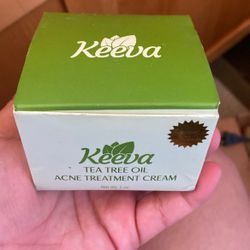 Keeva
Keeva
TEA TREE OIL
ACNE TREATMENT CREAM